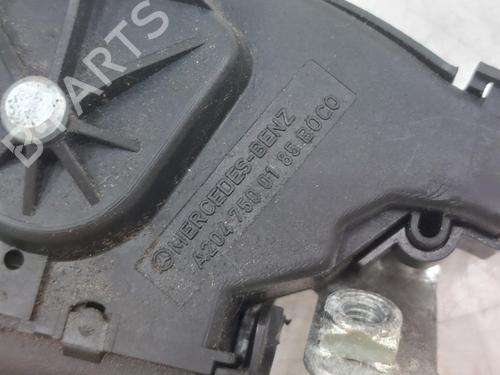 B PARTS
MERCEDES-BENZ
A204 750 01 85 BOCO